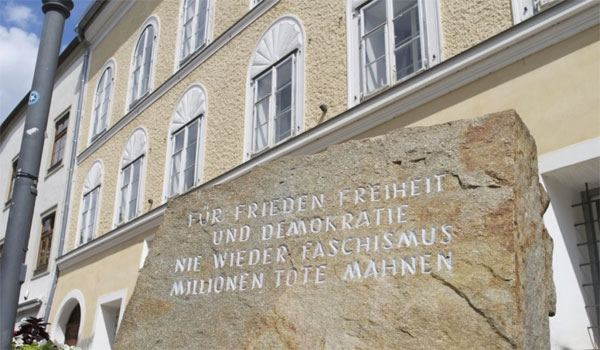 FÜR FRIEDEN FREIHEIT
UND DEMOKRATIE
NIE WIEDER FASCHISMUS
MILLIONEN TOTE MAHNEN